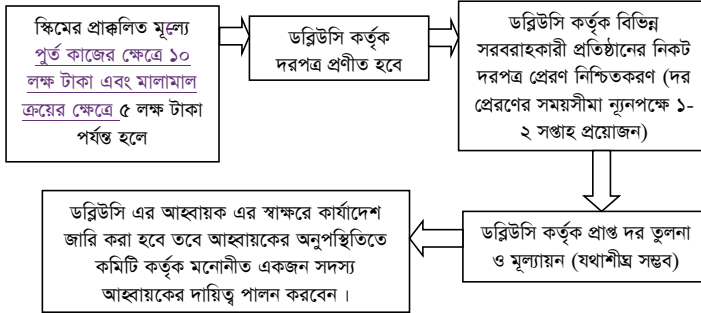 স্কিমের প্রাক্কলিত মূল্যে
পুর্ত কাজের ক্ষেত্রে ১০
লক্ষ টাকা এবং মালামাল
ক্রয়ের ক্ষেত্রে ৫ লক্ষ টাকা
পর্যন্ত হলে
ডব্লিউসি কর্তৃক
দরপত্র প্রণীত হবে
ডব্লিউসি কর্তৃক বিভিন্ন
সরবরাহকারী প্রতিষ্ঠানের নিকট
দরপত্র প্রেরণ নিশ্চিতকরণ (দর
প্রেরণের সময়সীমা ন্যূনপক্ষে ১-
২ সপ্তাহ প্রয়োজন)
ডব্লিউসি কর্তৃক প্রাপ্ত দর তুলনা
ও মূল্যায়ন (যথাশীঘ্র সম্ভব)
ডব্লিউসি এর আহ্বায়ক এর স্বাক্ষরে কার্যাদেশ
জারি করা হবে তবে আহ্বায়কের অনুপস্থিতিতে
কমিটি কর্তৃক মনোনীত একজন সদস্য
আহ্বায়কের দায়িত্ব পালন করবেন ।